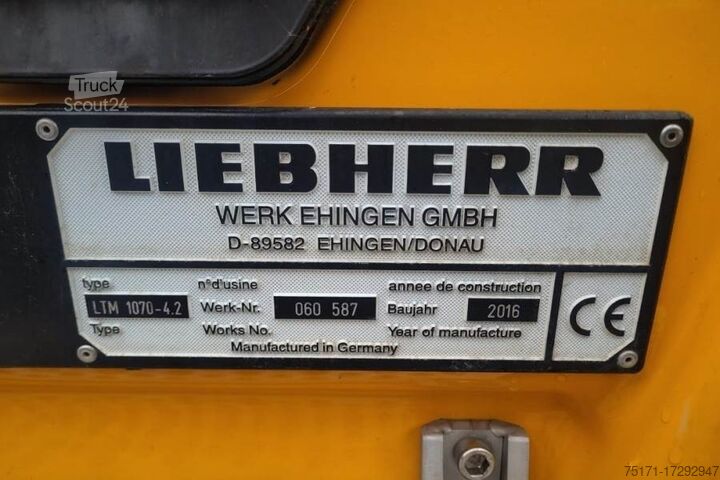 Truck
Scout24
LIEBHERR
WERK EHINGEN GMBH
D-89582 EHINGEN/DONAU
type n°d'usine annee de construction
LTM 1070-4.2 Werk-Nr. 060 587 Baujahr 2016
Type Works No. Year of manufacture
Manufactured in Germany
CE
75171-17292947